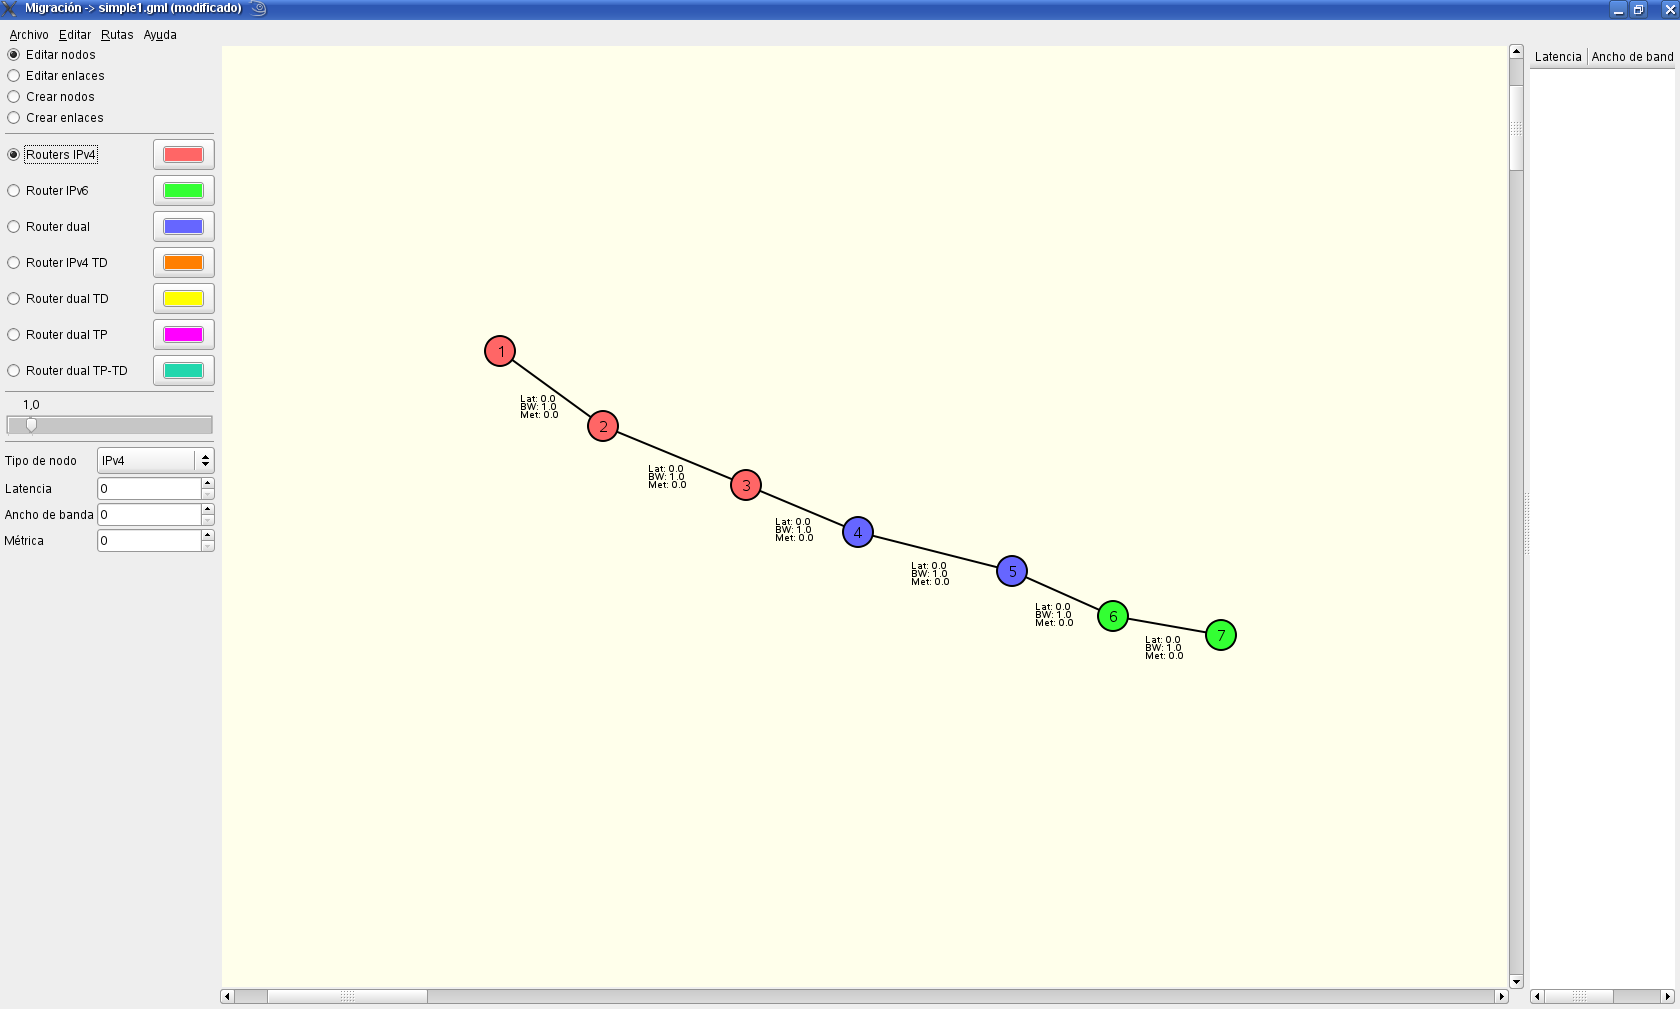 Migración -> simple1.gml (modificado)
Archivo Editar Rutas Ayuda
Editar nodos
Editar enlaces
Crear nodos
Crear enlaces
Routers IPv4
Router IPv6
Router dual
Router IPv4 TD
Router dual TD
Router dual TP
Router dual TP-TD
1,0
Tipo de nodo IPv4
Latencia 0
Ancho de banda 0
Métrica 0
1
Lat: 0.0
BW: 1.0
Met: 0.0
2
Lat: 0.0
BW: 1.0
Met: 0.0
3
Lat: 0.0
BW: 1.0
Met: 0.0
4
Lat: 0.0
BW: 1.0
Met: 0.0
5
Lat: 0.0
BW: 1.0
Met: 0.0
6
Lat: 0.0
BW: 1.0
Met: 0.0
7
Latencia Ancho de band